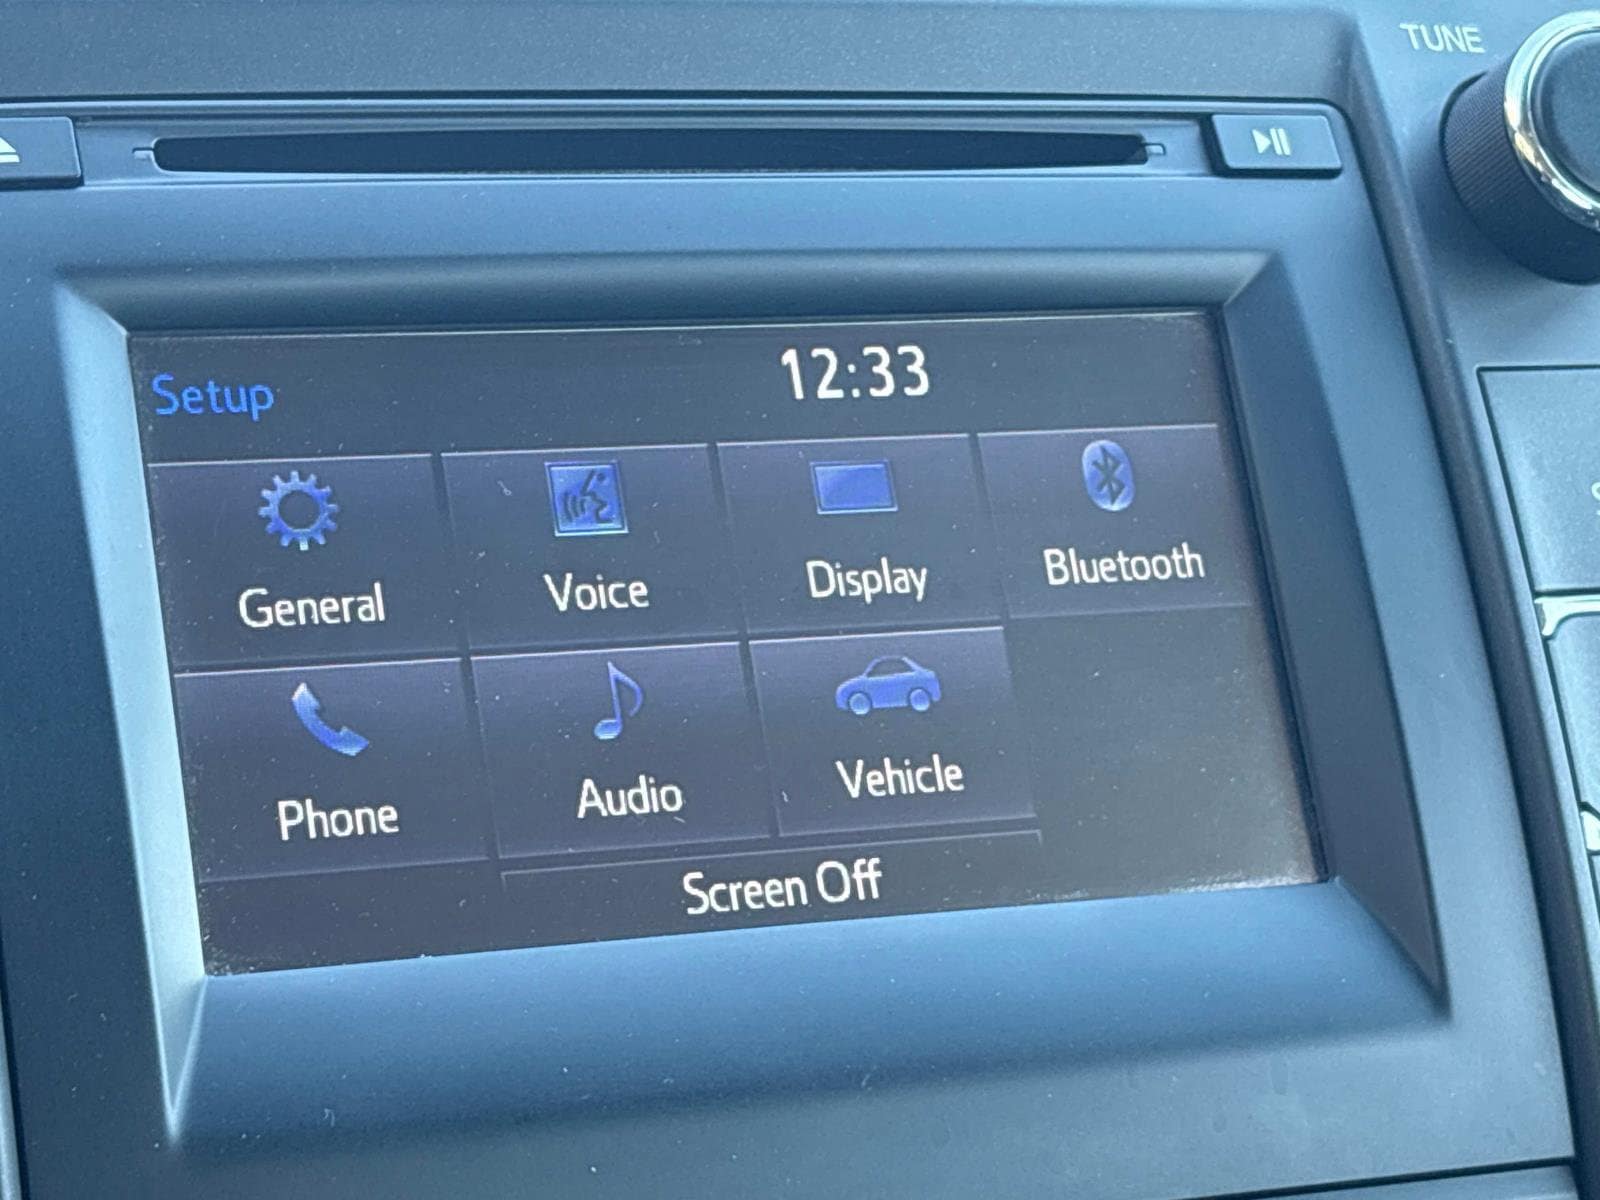 TUNE
Setup
12:33
General
Voice
Display
Bluetooth
Phone
Audio
Vehicle
Screen Off